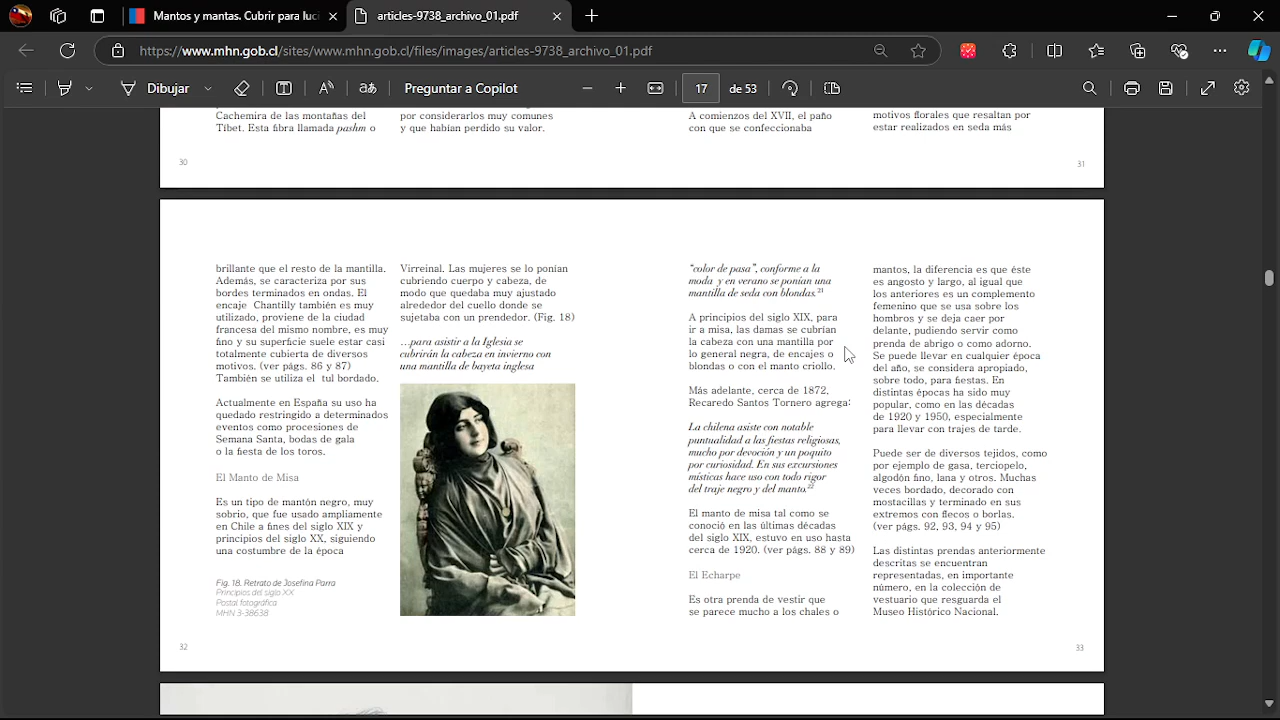 Mantos y mantas. Cubrir para luci
articles-9738_archivo_01.pdf
https://www.mhn.gob.cl/sites/www.mhn.gob.cl/files/images/articles-9738_archivo_01.pdf
Dibujar
aあ
Preguntar a Copilot
17
de 53
Cachemira de las montañas del
Tíbet. Esta fibra llamada pashm o
por considerarlos muy comunes
y que habían perdido su valor.
30
A comienzos del XVII, el paño
con que se confeccionaba
motivos florales que resaltan por
estar realizados en seda más
31
brillante que el resto de la mantilla.
Además, se caracteriza por sus
bordes terminados en ondas. El
encaje Chantilly también es muy
utilizado, proviene de la ciudad
francesa del mismo nombre, es muy
fino y su superficie suele estar casi
totalmente cubierta de diversos
motivos. (ver págs. 86 y 87)
También se utiliza el tul bordado.
Actualmente en España su uso ha
quedado restringido a determinados
eventos como procesiones de
Semana Santa, bodas de gala
o la fiesta de los toros.
El Manto de Misa
Es un tipo de mantón negro, muy
sobrio, que fue usado ampliamente
en Chile a fines del siglo XIX y
principios del siglo XX, siguiendo
una costumbre de la época
Fig. 18. Retrato de Josefina Parra
Principios del siglo XX
Postal fotográfica
MHN 3-38638
32
Virreinal. Las mujeres se lo ponían
cubriendo cuerpo y cabeza, de
modo que quedaba muy ajustado
alrededor del cuello donde se
sujetaba con un prendedor. (Fig. 18)
…para asistir a la Iglesia se
cubrirán la cabeza en invierno con
una mantilla de bayeta inglesa
"color de pasa", conforme a la
moda y en verano se ponían una
mantilla de seda con blondas.21
A principios del siglo XIX, para
ir a misa, las damas se cubrían
la cabeza con una mantilla por
lo general negra, de encajes o
blondas o con el manto criollo.
Más adelante, cerca de 1872,
Recaredo Santos Tornero agrega:
La chilena asiste con notable
puntualidad a las fiestas religiosas,
mucho por devoción y un poquito
por curiosidad. En sus excursiones
místicas hace uso con todo rigor
del traje negro y del manto.22
El manto de misa tal como se
conoció en las últimas décadas
del siglo XIX, estuvo en uso hasta
cerca de 1920. (ver págs. 88 y 89)
El Echarpe
Es otra prenda de vestir que
se parece mucho a los chales o
mantos, la diferencia es que éste
es angosto y largo, al igual que
los anteriores es un complemento
femenino que se usa sobre los
hombros y se deja caer por
delante, pudiendo servir como
prenda de abrigo o como adorno.
Se puede llevar en cualquier época
del año, se considera apropiado,
sobre todo, para fiestas. En
distintas épocas ha sido muy
popular, como en las décadas
de 1920 y 1950, especialmente
para llevar con trajes de tarde.
Puede ser de diversos tejidos, como
por ejemplo de gasa, terciopelo,
algodón fino, lana y otros. Muchas
veces bordado, decorado con
mostacillas y terminado en sus
extremos con flecos o borlas.
(ver págs. 92, 93, 94 y 95)
Las distintas prendas anteriormente
descritas se encuentran
representadas, en importante
número, en la colección de
vestuario que resguarda el
Museo Histórico Nacional.
33